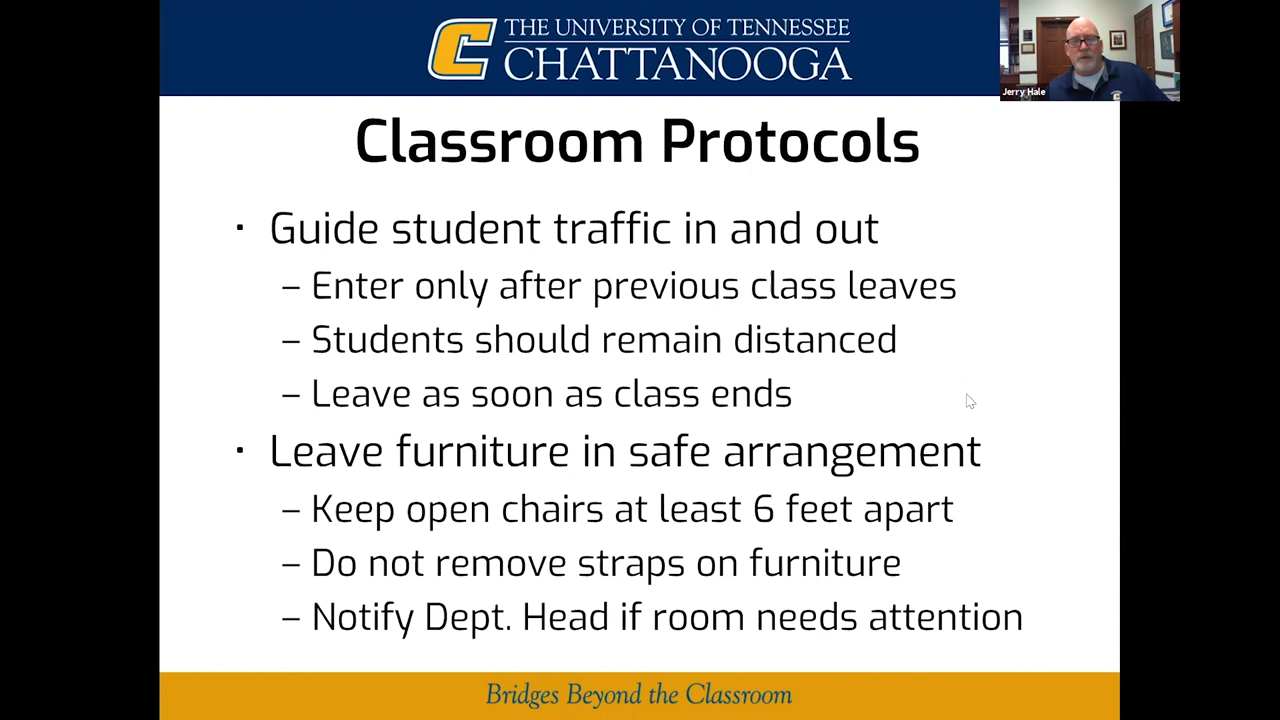 THE UNIVERSITY OF TENNESSEE
CHATTANOOGA
Jerry Hale
Classroom Protocols
· Guide student traffic in and out
– Enter only after previous class leaves
– Students should remain distanced
– Leave as soon as class ends
· Leave furniture in safe arrangement
– Keep open chairs at least 6 feet apart
– Do not remove straps on furniture
– Notify Dept. Head if room needs attention
Bridges Beyond the Classroom